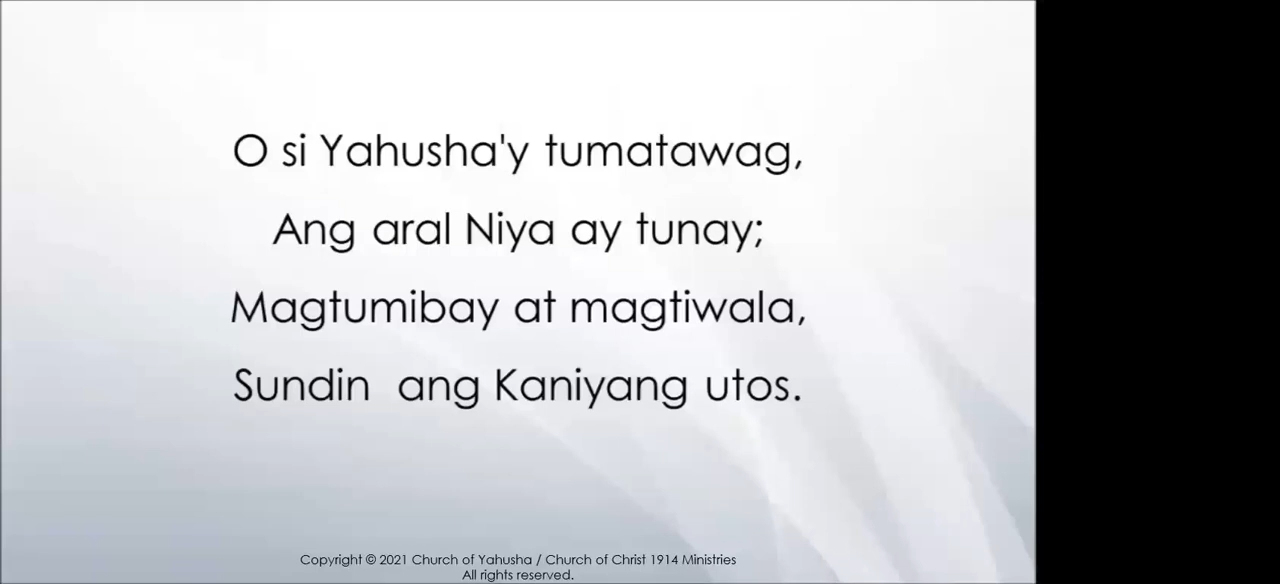 O si Yahusha'y tumatawag,
Ang aral Niya ay tunay;
Magtumibay at magtiwala,
Sundin ang Kaniyang utos.
Copyright © 2021 Church of Yahusha / Church of Christ 1914 Ministries
All rights reserved.